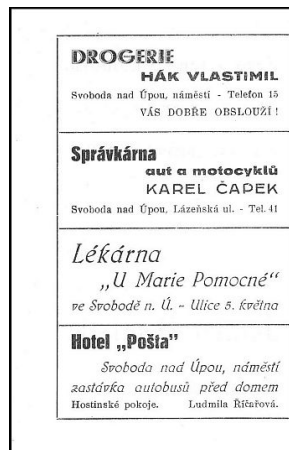 DROGERIE
HÁK VLASTIMIL
Svoboda nad Úpou, náměstí - Telefon 15
VÁS DOBŘE OBSLOUŽÍ!
Správkárna
aut a motocyklů
KAREL ČAPEK
Svoboda nad Úpou, Lázeňská ul. - Tel. 41
Lékárna
„U Marie Pomocné“
ve Svobodě n. Ú. - Ulice 5. května
Hotel „Pošta“
Svoboda nad Úpou, náměstí
zastávka autobusů před domem
Hostinské pokoje. Ludmila Říčařová.